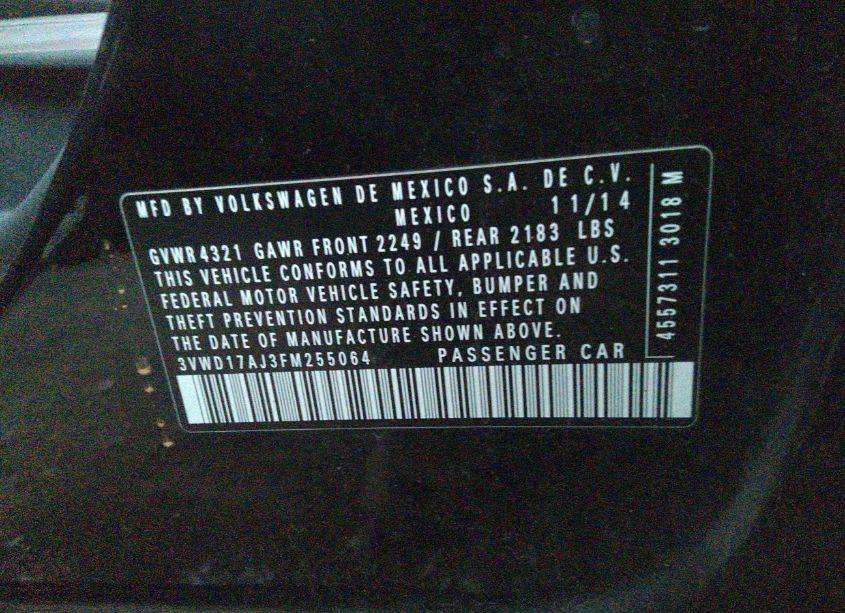 MFD BY VOLKSWAGEN DE MEXICO S.A. DE C.V.
MEXICO 11/14
GVWR 4321 GAWR FRONT 2249 / REAR 2183 LBS
THIS VEHICLE CONFORMS TO ALL APPLICABLE U.S.
FEDERAL MOTOR VEHICLE SAFETY, BUMPER AND
THEFT PREVENTION STANDARDS IN EFFECT ON
THE DATE OF MANUFACTURE SHOWN ABOVE.
3VWD17AJ3FM255064 PASSENGER CAR
4557311 3018 M